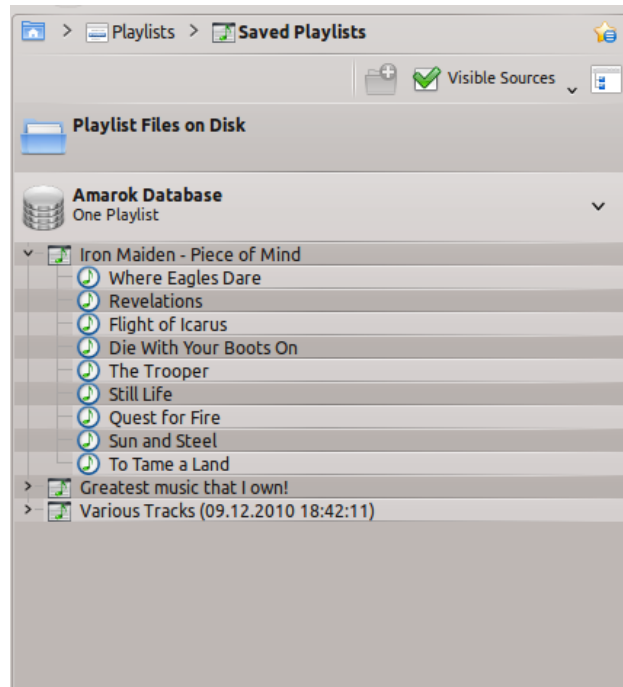 > Playlists > Saved Playlists
Visible Sources
Playlist Files on Disk
Amarok Database
One Playlist
Iron Maiden - Piece of Mind
Where Eagles Dare
Revelations
Flight of Icarus
Die With Your Boots On
The Trooper
Still Life
Quest for Fire
Sun and Steel
To Tame a Land
Greatest music that I own!
Various Tracks (09.12.2010 18:42:11)